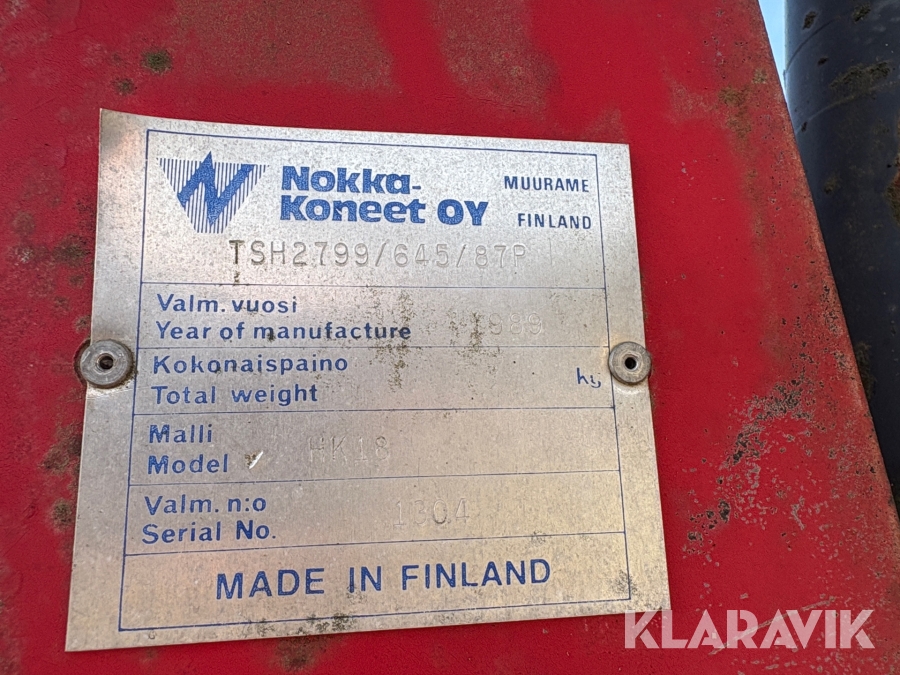 Nokka-
Koneet OY
MUURAME
FINLAND
TSH2799/645/87P
Valm. vuosi
Year of manufacture 1999
Kokonaispaino
Total weight kg
Malli
Model HK18
Valm. n:o
Serial No. 1304
MADE IN FINLAND
KLARAVIK